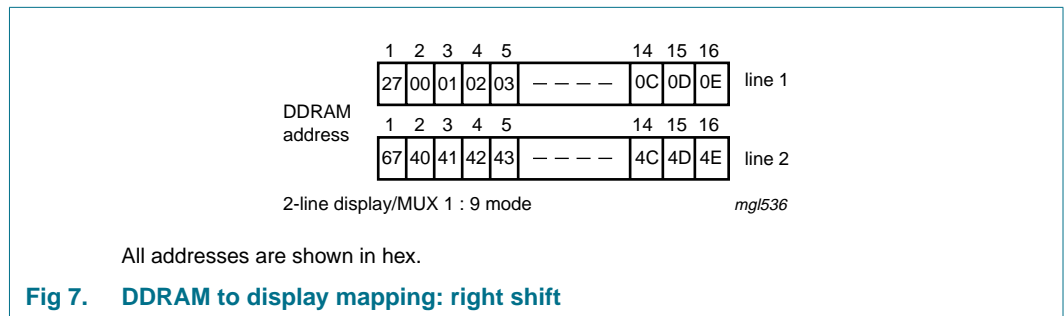 1 2 3 4 5 14 15 16
27 00 01 02 03 ---- 0C 0D 0E line 1
DDRAM
address
1 2 3 4 5 14 15 16
67 40 41 42 43 ---- 4C 4D 4E line 2
2-line display/MUX 1 : 9 mode mgl536
All addresses are shown in hex.
Fig 7. DDRAM to display mapping: right shift